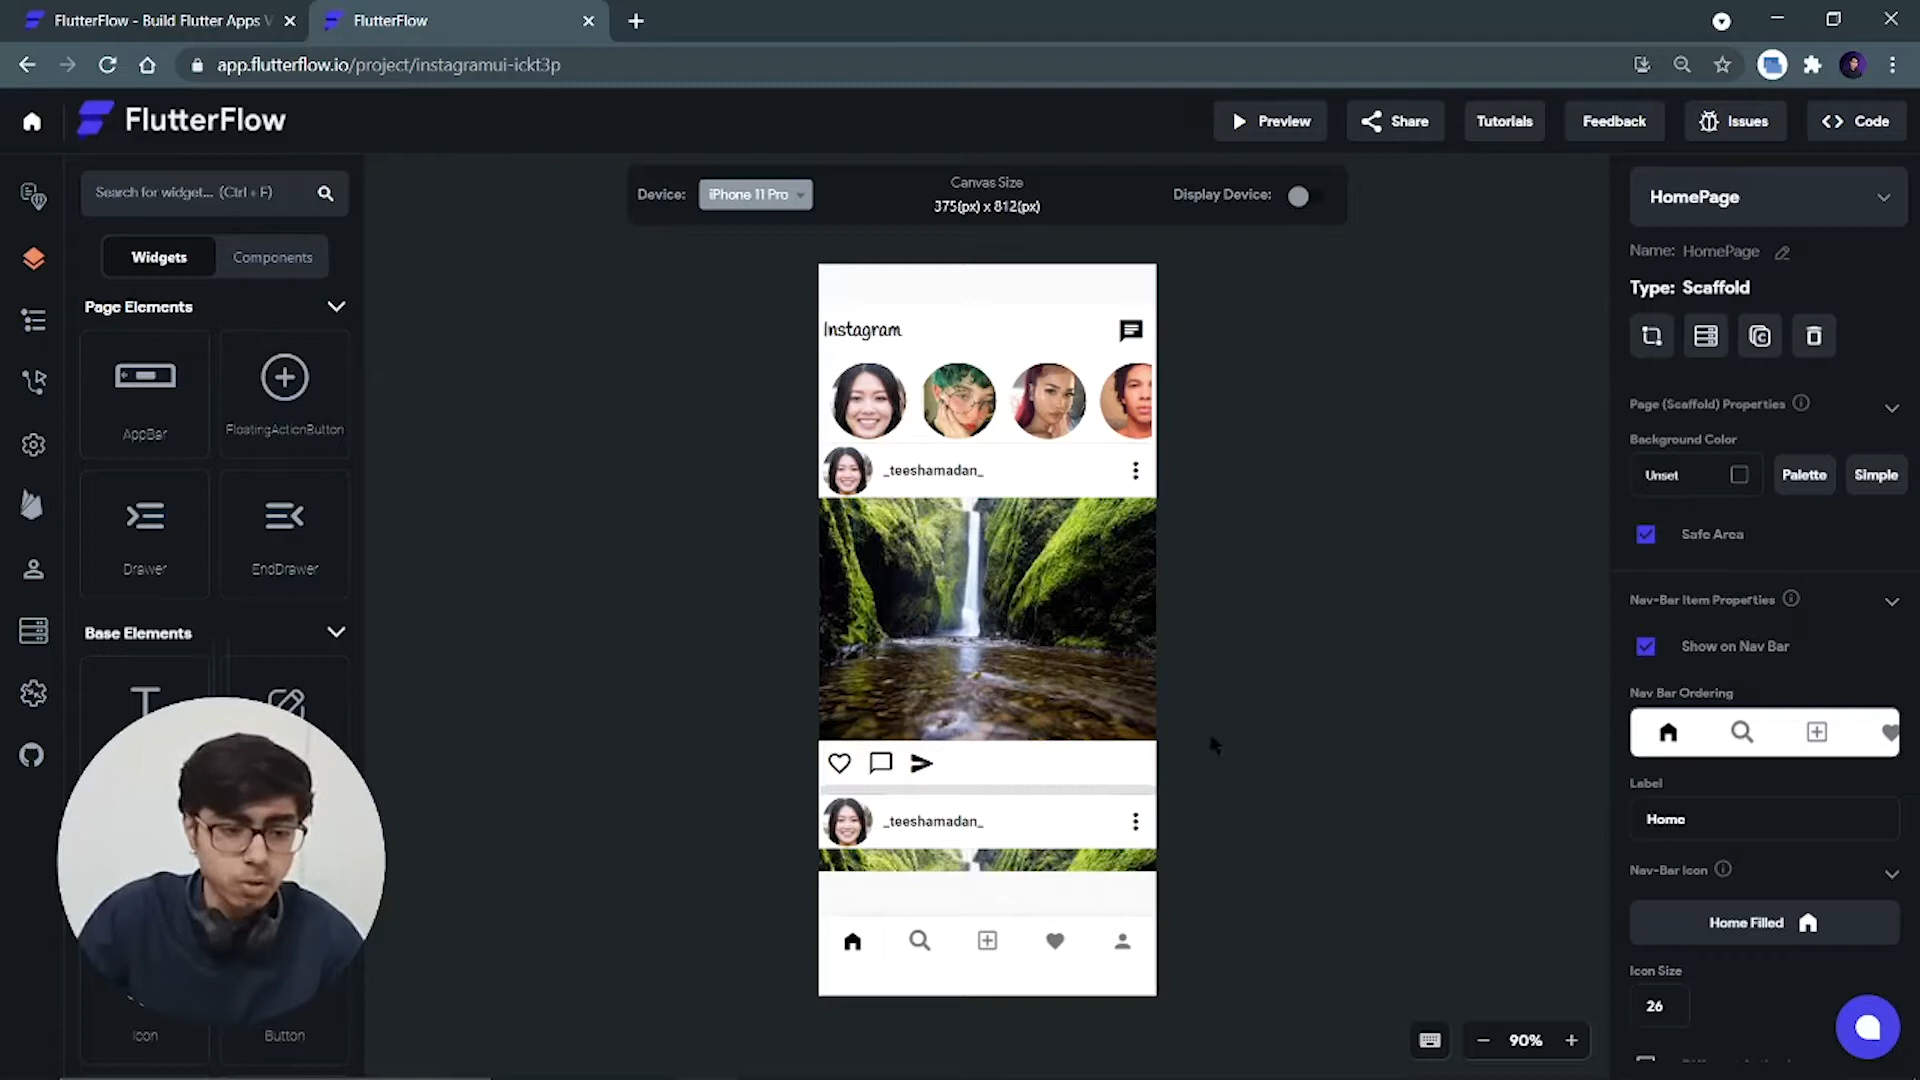 FlutterFlow - Build Flutter Apps V
FlutterFlow
app.flutterflow.io/project/instagramui-ickt3p
FlutterFlow
Preview
Share
Tutorials
Feedback
Issues
Code
Search for widget... (Ctrl + F)
Widgets
Components
Page Elements
AppBar
FloatingActionButton
Drawer
EndDrawer
Base Elements
Icon
Button
Device:
iPhone 11 Pro
Canvas Size
375(px) x 812(px)
Display Device:
Instagram
_teeshamadan_
_teeshamadan_
90%
HomePage
Name: HomePage
Type: Scaffold
Page (Scaffold) Properties
Background Color
Unset
Palette
Simple
Safe Area
Nav-Bar Item Properties
Show on Nav Bar
Nav Bar Ordering
Label
Home
Nav-Bar Icon
Home Filled
Icon Size
26